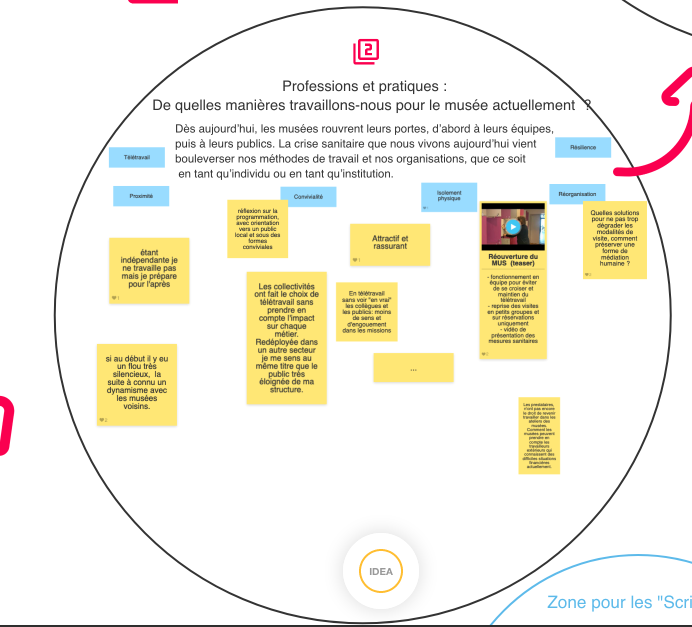 2
Professions et pratiques :
De quelles manières travaillons-nous pour le musée actuellement ?
Dès aujourd'hui, les musées rouvrent leurs portes, d'abord à leurs équipes,
puis à leurs publics. La crise sanitaire que nous vivons aujourd'hui vient
bouleverser nos méthodes de travail et nos organisations, que ce soit
en tant qu'individu ou en tant qu'institution.
Télétravail
Résilience
Proximité
Convivialité
Isolement
physique
Réorganisation
réflexion sur la
programmation,
avec orientation
vers un public
local et sous des
formes
conviviales
Quelles solutions
pour ne pas trop
dégrader les
modalités de
visite, comment
préserver une
forme de
médiation
humaine ?
étant
indépendante je
ne travaille pas
mais je prépare
pour l'après
Attractif et
rassurant
Réouverture du
MUS (teaser)
- fonctionnement en
équipe pour éviter
de se croiser et
maintien du
télétravail
- reprise des visites
en petits groupes et
sur réservations
uniquement
- vidéo de
présentation des
mesures sanitaires
Les collectivités
ont fait le choix de
télétravail sans
prendre en
compte l'impact
sur chaque
métier.
Redéployée dans
un autre secteur
je me sens au
même titre que le
public très
éloignée de ma
structure.
En télétravail
sans voir "en vrai"
les collègues et
les publics: moins
de sens et
d'engouement
dans les missions
si au début il y eu
un flou très
silencieux, la
suite à connu un
dynamisme avec
les musées
voisins.
...
Les prestataires,
n'ont pas encore
le droit de revenir
travailler dans les
ateliers des
musées.
Comment les
musées peuvent
prendre en
compte les
travailleurs
extérieurs qui
connaissent des
difficiles situations
financières
actuellement.
IDEA
Zone pour les "Scri